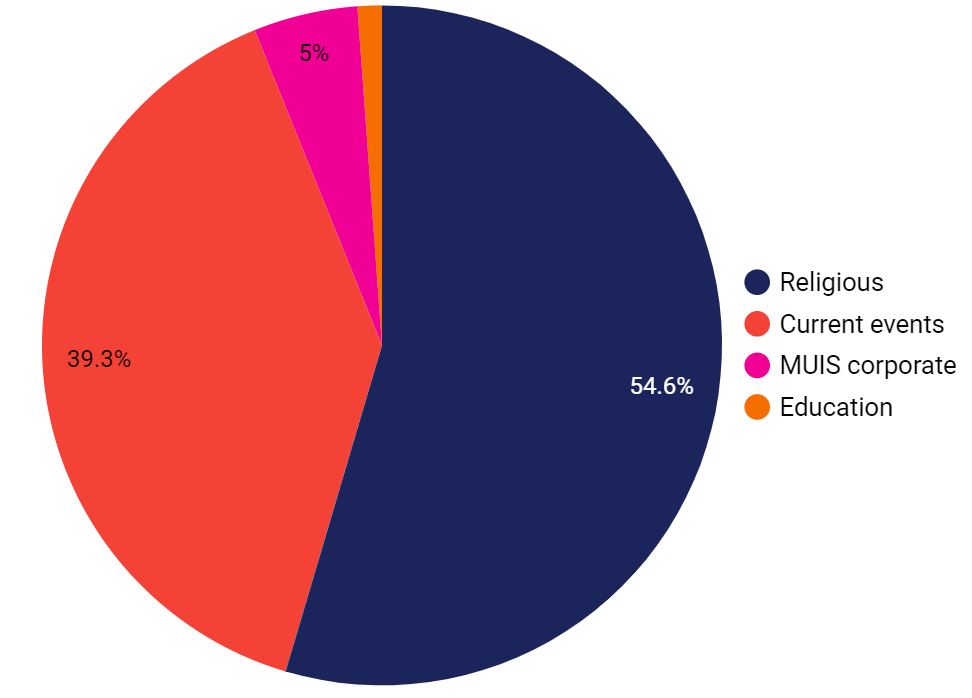 5%
39.3%
54.6%
Religious
Current events
MUIS corporate
Education